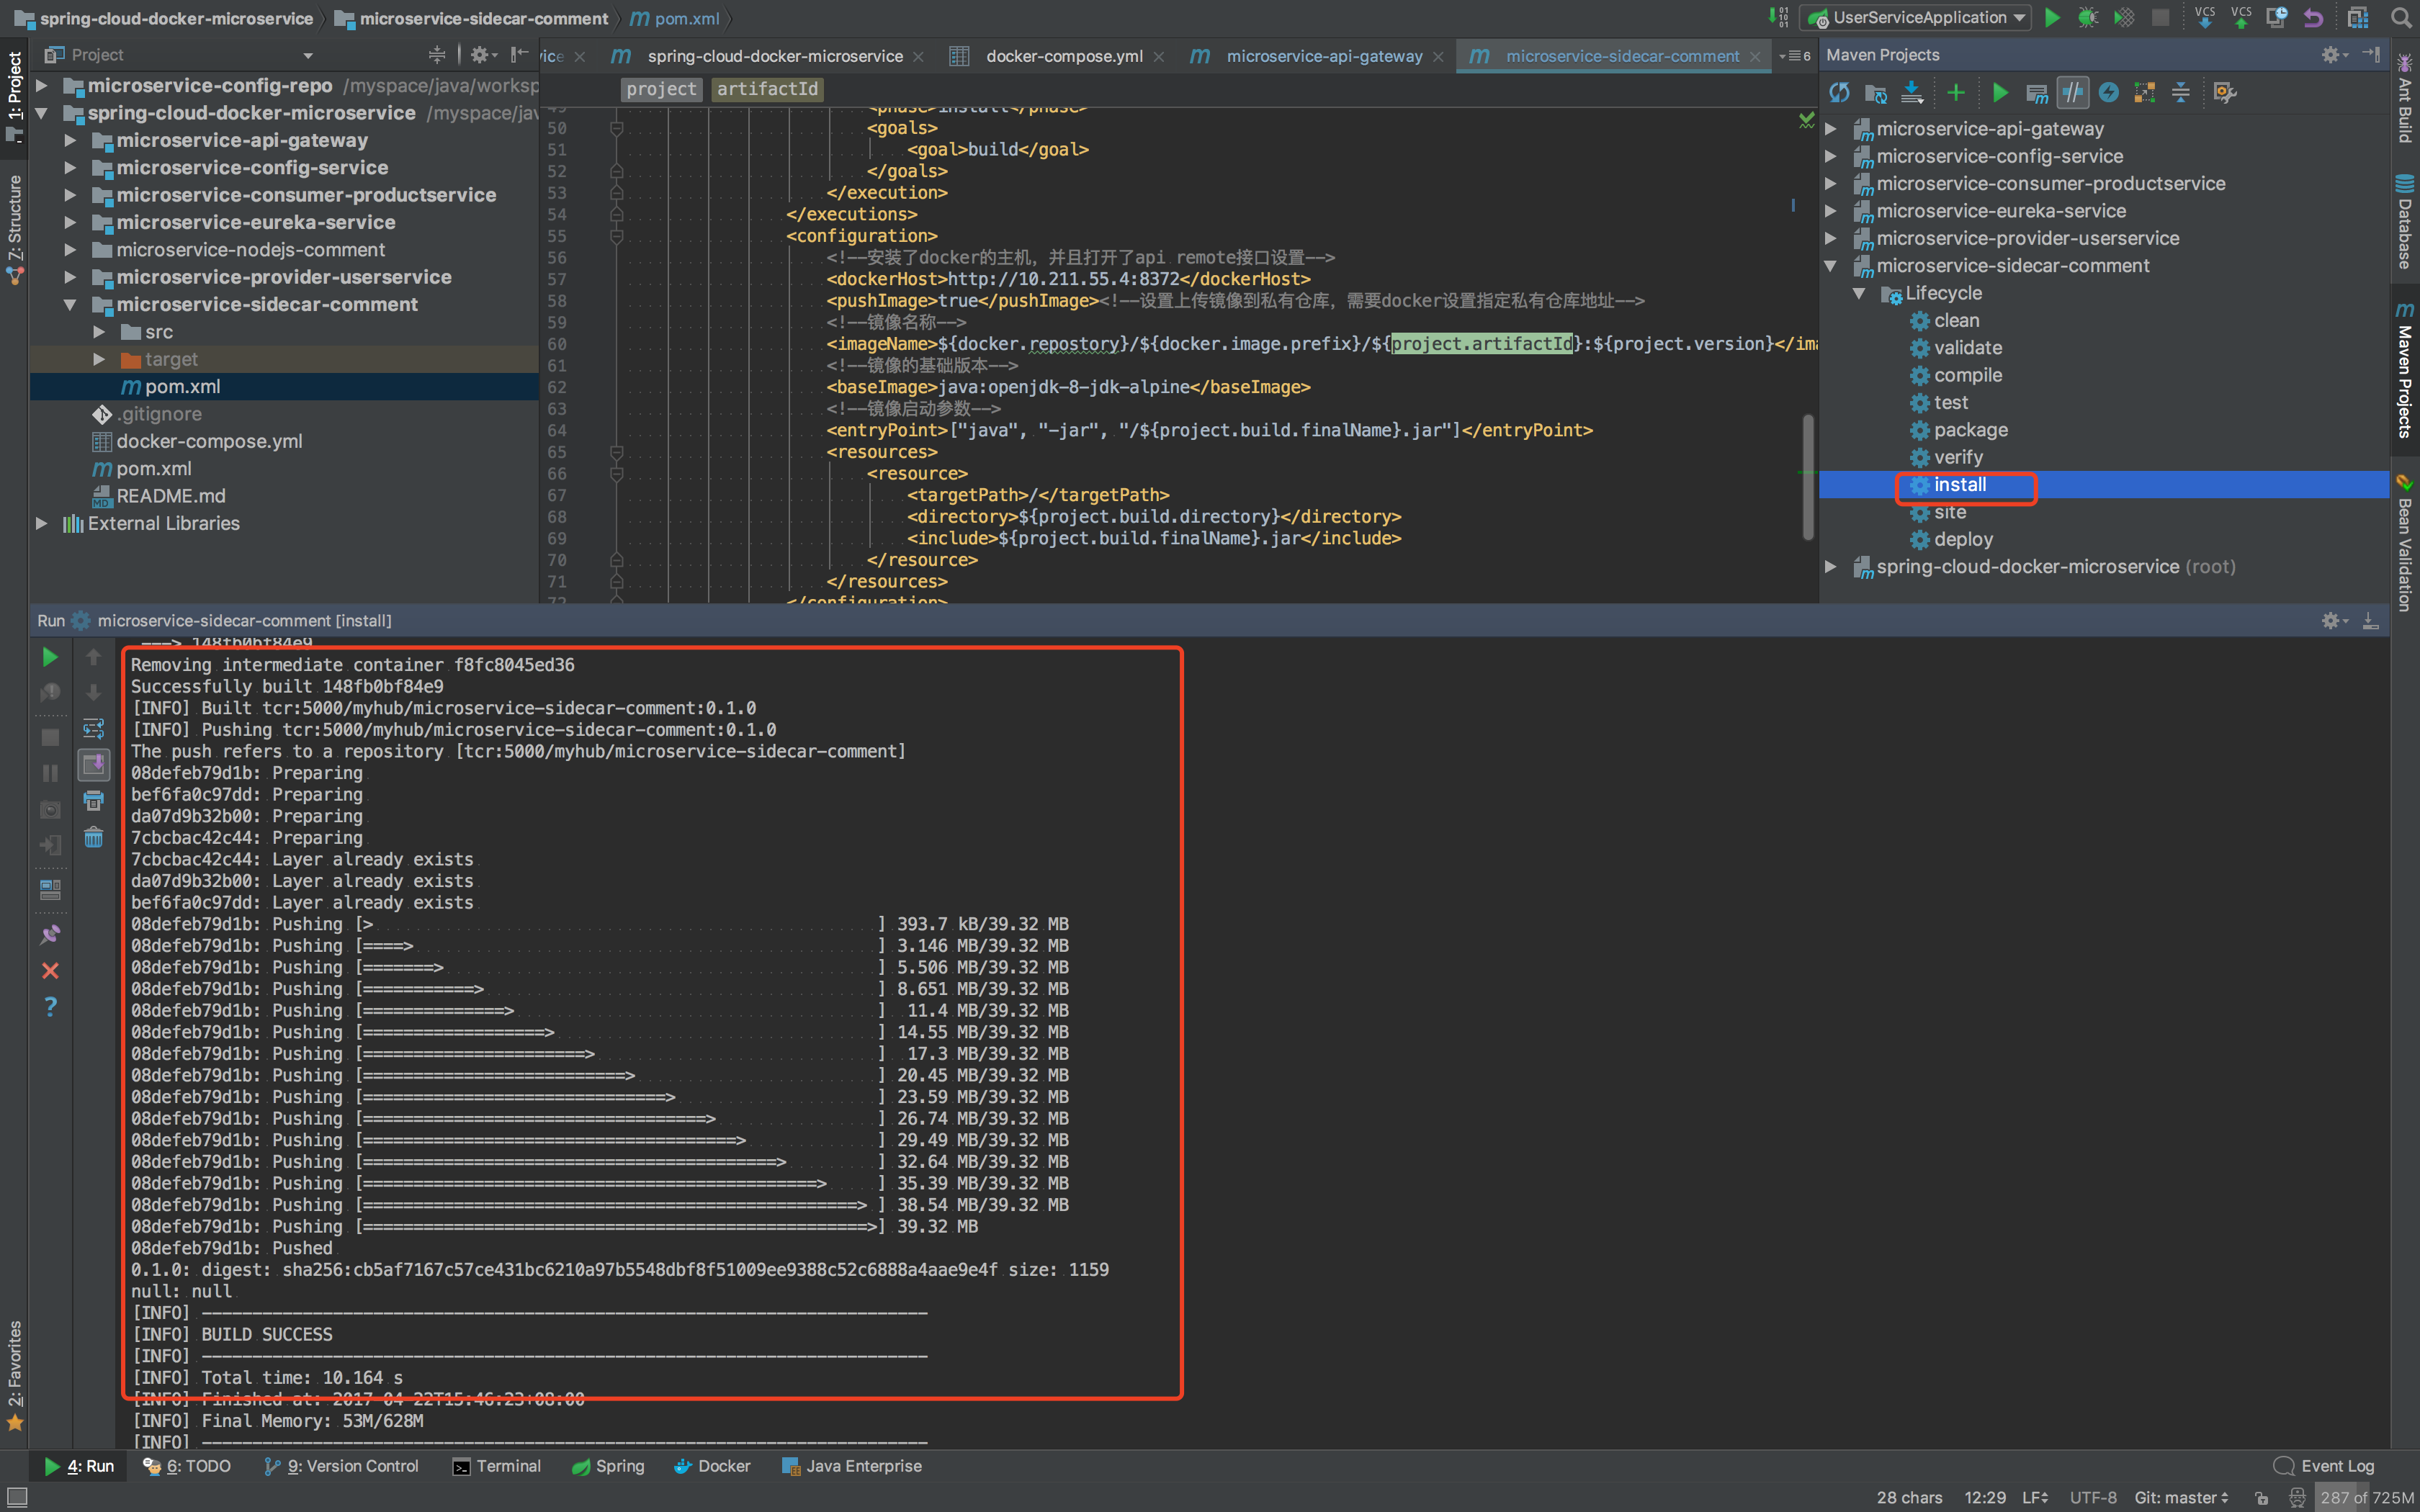 spring-cloud-docker-microservice
microservice-sidecar-comment
pom.xml
UserServiceApplication
VCS
VCS
Project
spring-cloud-docker-microservice
docker-compose.yml
microservice-api-gateway
microservice-sidecar-comment
6
Maven Projects
project
artifactId
1: Project
Z: Structure
2: Favorites
Ant Build
Database
Maven Projects
Bean Validation
microservice-config-repo /myspace/java/worksp
spring-cloud-docker-microservice /myspace/jav
microservice-api-gateway
microservice-config-service
microservice-consumer-productservice
microservice-eureka-service
microservice-nodejs-comment
microservice-provider-userservice
microservice-sidecar-comment
src
target
pom.xml
.gitignore
docker-compose.yml
pom.xml
README.md
External Libraries
50 <goals>
51 <goal>build</goal>
52 </goals>
53 </execution>
54 </executions>
55 <configuration>
56 <!--安装了docker的主机，并且打开了api remote接口设置-->
57 <dockerHost>http://10.211.55.4:8372</dockerHost>
58 <pushImage>true</pushImage><!--设置上传镜像到私有仓库，需要docker设置指定私有仓库地址-->
59 <!--镜像名称-->
60 <imageName>${docker.repostory}/${docker.image.prefix}/${project.artifactId}:${project.version}</ima
61 <!--镜像的基础版本-->
62 <baseImage>java:openjdk-8-jdk-alpine</baseImage>
63 <!--镜像启动参数-->
64 <entryPoint>["java", "-jar", "/${project.build.finalName}.jar"]</entryPoint>
65 <resources>
66 <resource>
67 <targetPath>/</targetPath>
68 <directory>${project.build.directory}</directory>
69 <include>${project.build.finalName}.jar</include>
70 </resource>
71 </resources>
72 </configuration>
microservice-api-gateway
microservice-config-service
microservice-consumer-productservice
microservice-eureka-service
microservice-provider-userservice
microservice-sidecar-comment
Lifecycle
clean
validate
compile
test
package
verify
install
site
deploy
spring-cloud-docker-microservice (root)
Run microservice-sidecar-comment [install]
---> 148fb0bf84e9
Removing intermediate container f8fc8045ed36
Successfully built 148fb0bf84e9
[INFO] Built tcr:5000/myhub/microservice-sidecar-comment:0.1.0
[INFO] Pushing tcr:5000/myhub/microservice-sidecar-comment:0.1.0
The push refers to a repository [tcr:5000/myhub/microservice-sidecar-comment]
08defeb79d1b: Preparing
bef6fa0c97dd: Preparing
da07d9b32b00: Preparing
7cbcbac42c44: Preparing
7cbcbac42c44: Layer already exists
da07d9b32b00: Layer already exists
bef6fa0c97dd: Layer already exists
08defeb79d1b: Pushing [> ] 393.7 kB/39.32 MB
08defeb79d1b: Pushing [====> ] 3.146 MB/39.32 MB
08defeb79d1b: Pushing [=======> ] 5.506 MB/39.32 MB
08defeb79d1b: Pushing [===========> ] 8.651 MB/39.32 MB
08defeb79d1b: Pushing [==============> ] 11.4 MB/39.32 MB
08defeb79d1b: Pushing [==================> ] 14.55 MB/39.32 MB
08defeb79d1b: Pushing [======================> ] 17.3 MB/39.32 MB
08defeb79d1b: Pushing [==========================> ] 20.45 MB/39.32 MB
08defeb79d1b: Pushing [==============================> ] 23.59 MB/39.32 MB
08defeb79d1b: Pushing [==================================> ] 26.74 MB/39.32 MB
08defeb79d1b: Pushing [=====================================> ] 29.49 MB/39.32 MB
08defeb79d1b: Pushing [=========================================> ] 32.64 MB/39.32 MB
08defeb79d1b: Pushing [=============================================> ] 35.39 MB/39.32 MB
08defeb79d1b: Pushing [=================================================> ] 38.54 MB/39.32 MB
08defeb79d1b: Pushing [==================================================>] 39.32 MB
08defeb79d1b: Pushed
0.1.0: digest: sha256:cb5af7167c57ce431bc6210a97b5548dbf8f51009ee9388c52c6888a4aae9e4f size: 1159
null: null
[INFO] ------------------------------------------------------------------------
[INFO] BUILD SUCCESS
[INFO] ------------------------------------------------------------------------
[INFO] Total time: 10.164 s
[INFO] Finished at: 2017-04-22T15:46:23+08:00
[INFO] Final Memory: 53M/628M
[INFO] ------------------------------------------------------------------------
4: Run
6: TODO
9: Version Control
Terminal
Spring
Docker
Java Enterprise
Event Log
28 chars
12:29
LF
UTF-8
Git: master
287 of 725M